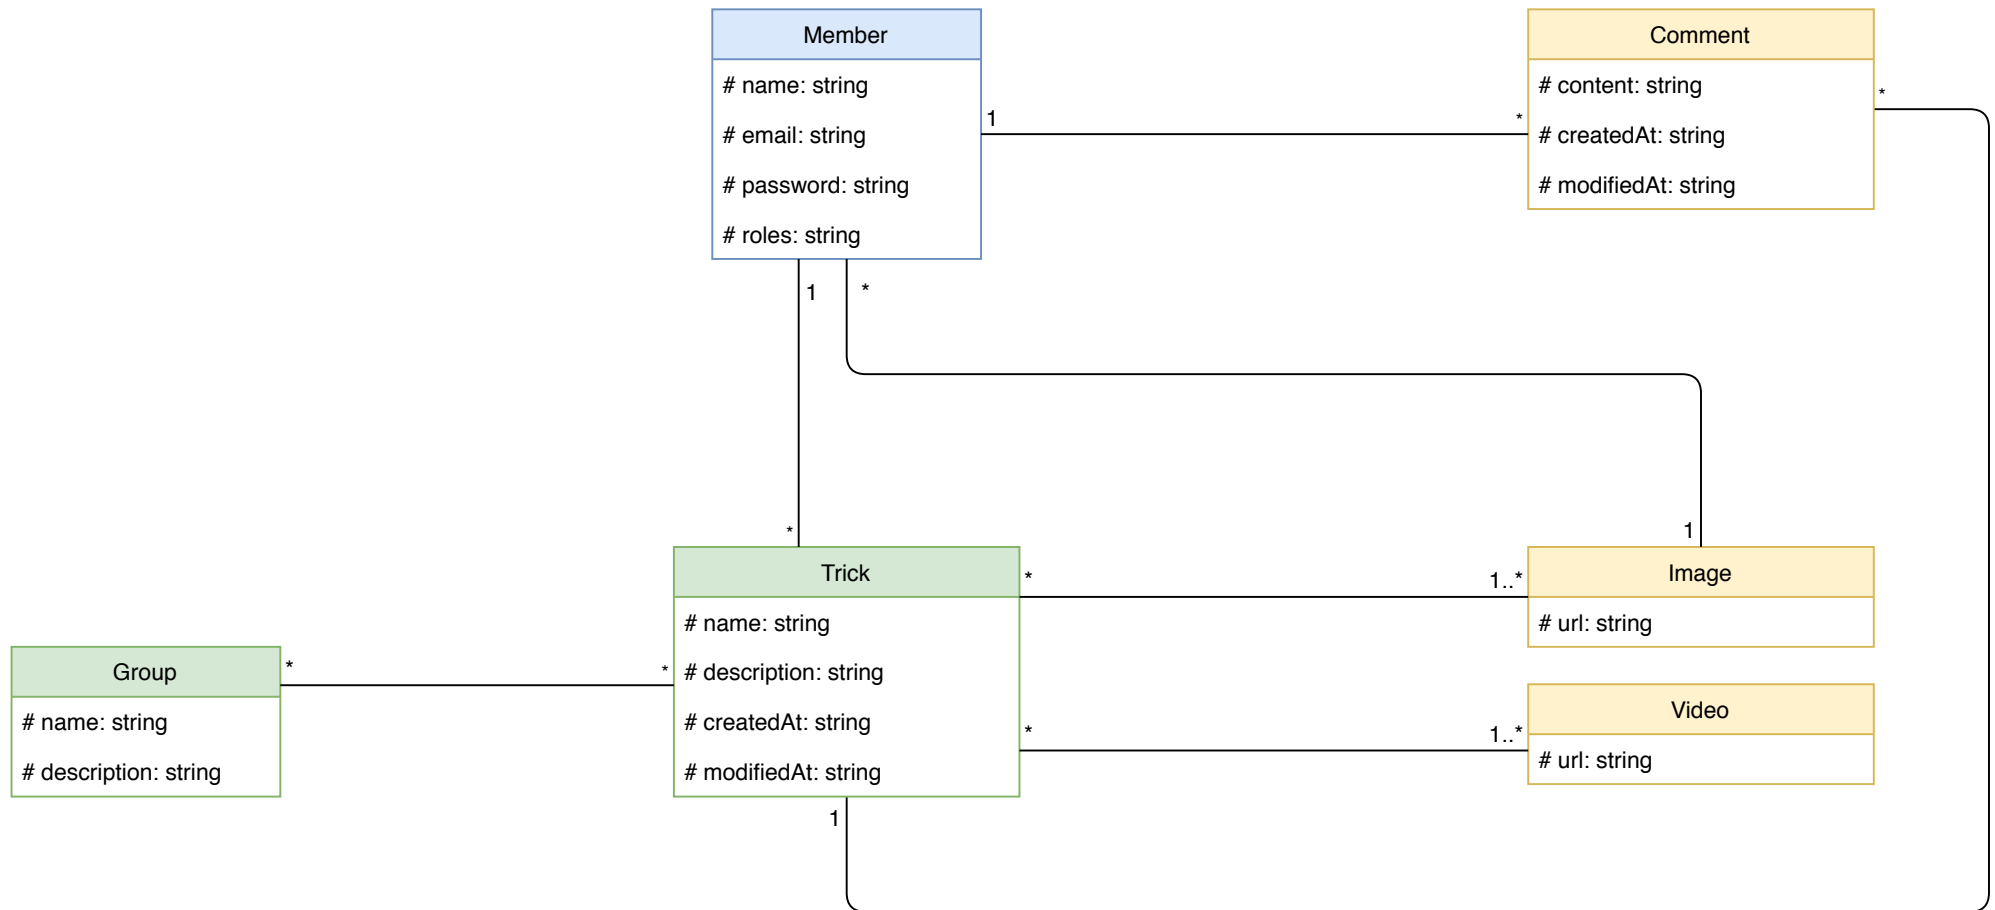 Member
# name: string
# email: string
# password: string
# roles: string
1
*
Comment
# content: string
# createdAt: string
# modifiedAt: string
*
1
*
*
1
Trick
# name: string
# description: string
# createdAt: string
# modifiedAt: string
*
1..*
Image
# url: string
Group
# name: string
# description: string
*
*
*
1..*
Video
# url: string
1